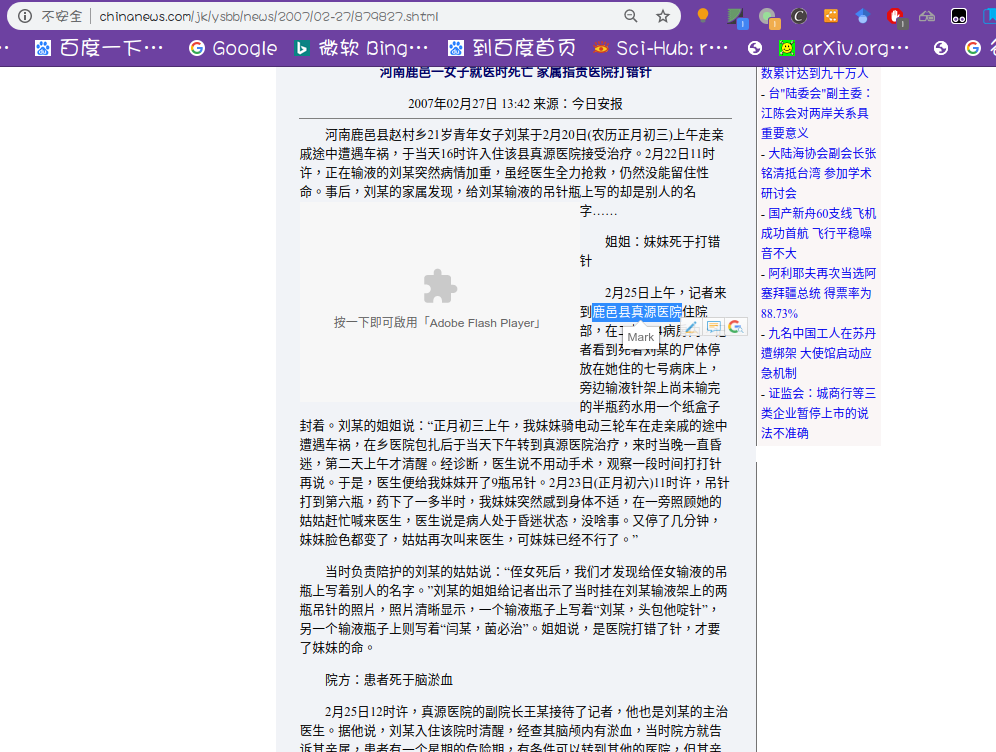 不安全 | chinanews.com/jk/ysbb/news/2007/02-27/879827.shtml
百度一下… Google 微软 Bing… 到百度首页 Sci-Hub: r… arXiv.org…
河南鹿邑一女子就医时死亡 家属指责医院打错针
2007年02月27日 13:42 来源：今日安报
河南鹿邑县赵村乡21岁青年女子刘某于2月20日(农历正月初三)上午走亲
戚途中遭遇车祸，于当天16时许入住该县真源医院接受治疗。2月22日11时
许，正在输液的刘某突然病情加重，虽经医生全力抢救，仍然没能留住性
命。事后，刘某的家属发现，给刘某输液的吊针瓶上写的却是别人的名
字……
按一下即可啟用「Adobe Flash Player」
姐姐：妹妹死于打错
针
2月25日上午，记者来
到鹿邑县真源医院住院
Mark
者看到死者刘某的尸体停
放在她住的七号病床上，
旁边输液针架上尚未输完
的半瓶药水用一个纸盒子
封着。刘某的姐姐说：“正月初三上午，我妹妹骑电动三轮车在走亲戚的途中
遭遇车祸，在乡医院包扎后于当天下午转到真源医院治疗，来时当晚一直昏
迷，第二天上午才清醒。经诊断，医生说不用动手术，观察一段时间打打针
再说。于是，医生便给我妹妹开了9瓶吊针。2月23日(正月初六)11时许，吊针
打到第六瓶，药下了一多半时，我妹妹突然感到身体不适，在一旁照顾她的
姑姑赶忙喊来医生，医生说是病人处于昏迷状态，没啥事。又停了几分钟，
妹妹脸色都变了，姑姑再次叫来医生，可妹妹已经不行了。”
当时负责陪护的刘某的姑姑说：“侄女死后，我们才发现给侄女输液的吊
瓶上写着别人的名字。”刘某的姐姐给记者出示了当时挂在刘某输液架上的两
瓶吊针的照片，照片清晰显示，一个输液瓶子上写着“刘某，头包他啶针”，
另一个输液瓶子上则写着“闫某，菌必治”。姐姐说，是医院打错了针，才要
了妹妹的命。
院方：患者死于脑淤血
2月25日12时许，真源医院的副院长王某接待了记者，他也是刘某的主治
医生。据他说，刘某入住该院时清醒，经查其脑颅内有淤血，当时院方就告
诉其亲属，患者有一个星期的危险期，有条件可以转到其他的医院，但其亲
数累计达到九十万人
- 台"陆委会"副主委：
江陈会对两岸关系具
重要意义
- 大陆海协会副会长张
铭清抵台湾 参加学术
研讨会
- 国产新舟60支线飞机
成功首航 飞行平稳噪
音不大
- 阿利耶夫再次当选阿
塞拜疆总统 得票率为
88.73%
- 九名中国工人在苏丹
遭绑架 大使馆启动应
急机制
- 证监会：城商行等三
类企业暂停上市的说
法不准确